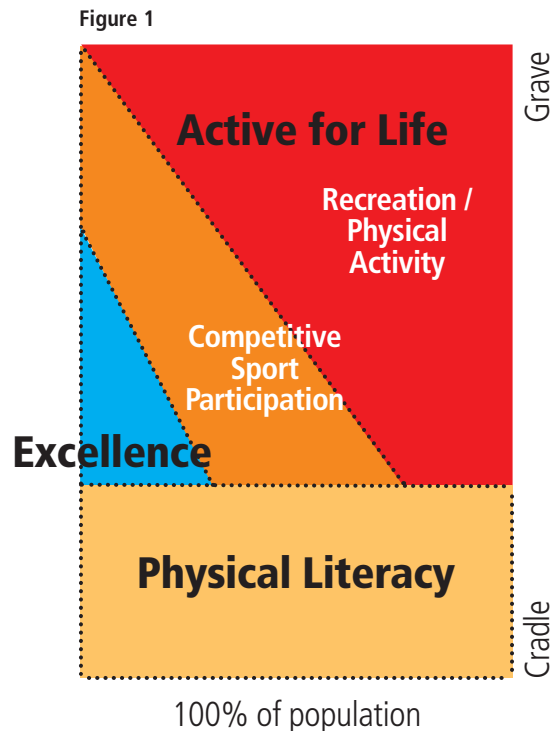 Figure 1
Grave
Active for Life
Recreation /
Physical
Activity
Competitive
Sport
Participation
Excellence
Physical Literacy
Cradle
100% of population